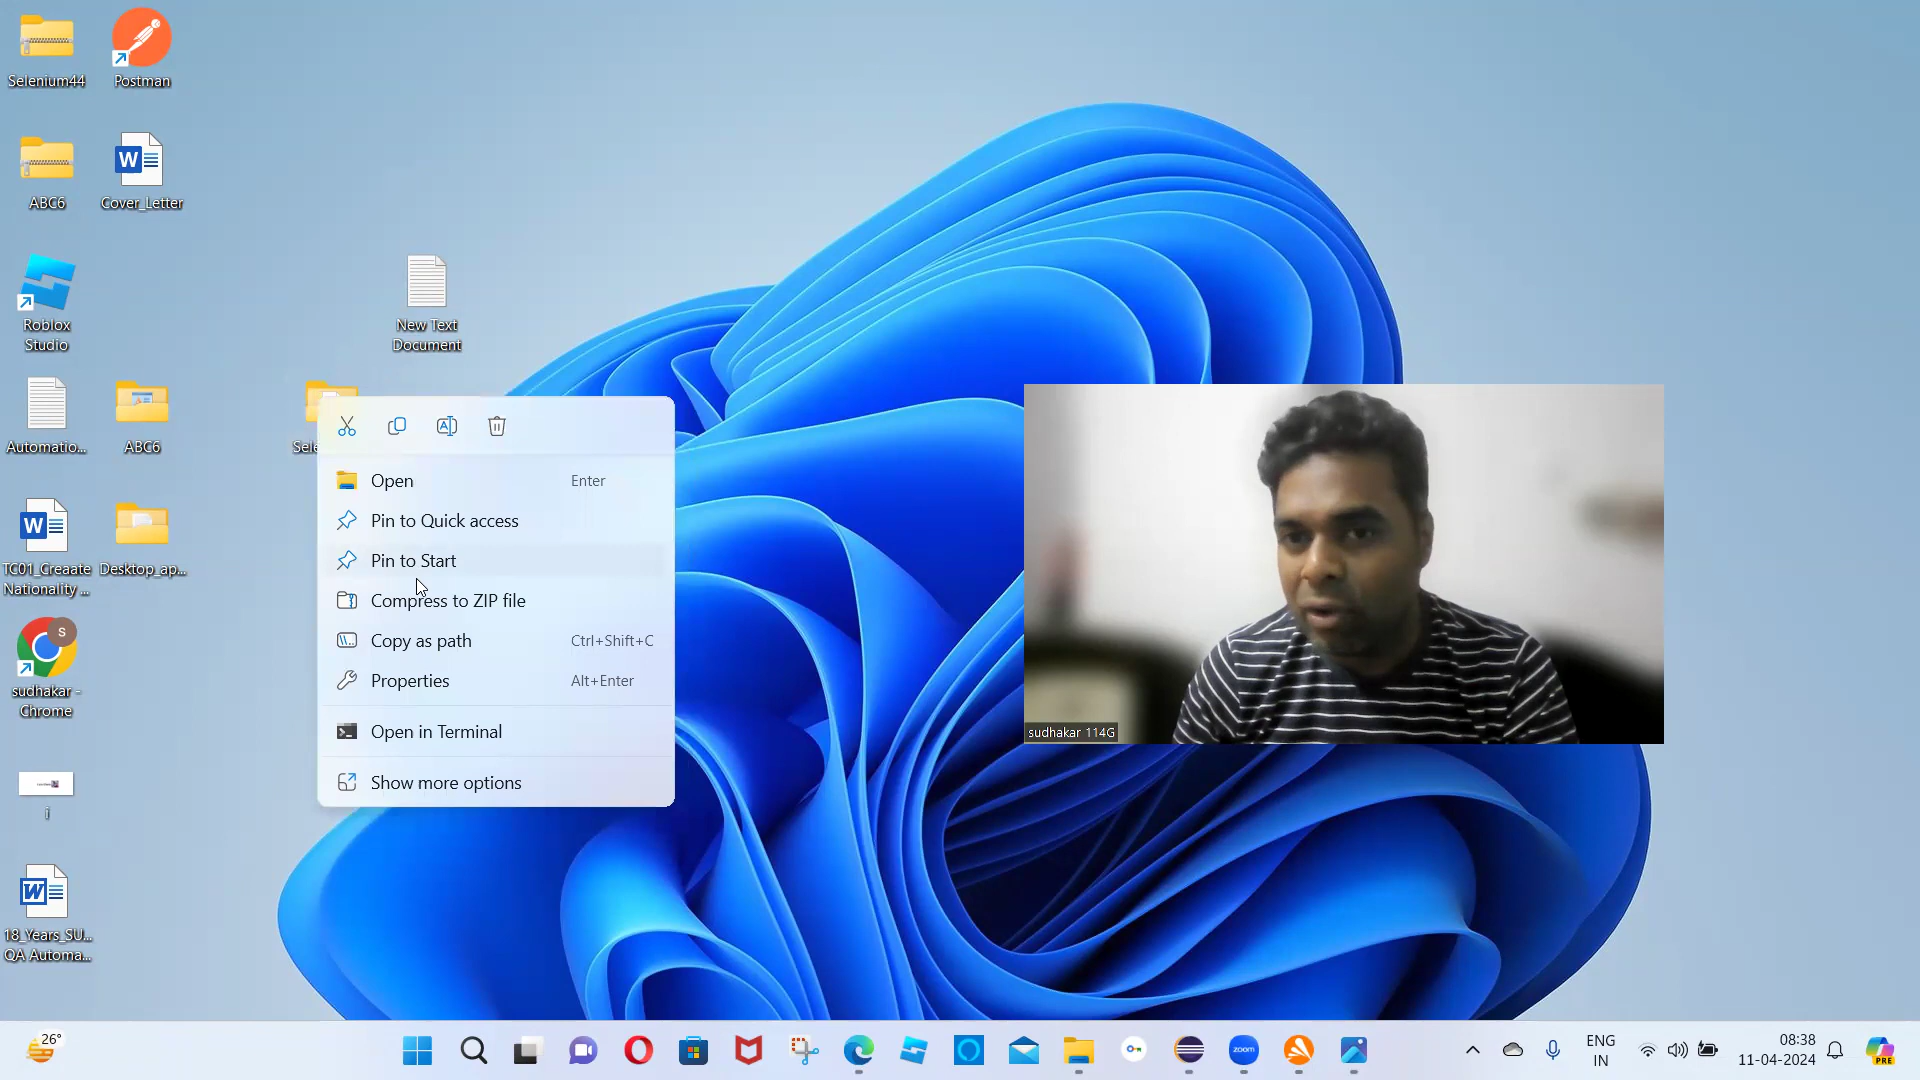 Selenium44
Postman
ABC6
Cover_Letter
Roblox
Studio
New Text
Document
Automatio...
ABC6
Sele
TC01_Creaate
Nationality ...
Desktop_ap...
sudhakar -
Chrome
i
18_Years_SU...
QA Automa...
Open
Enter
Pin to Quick access
Pin to Start
Compress to ZIP file
Copy as path
Ctrl+Shift+C
Properties
Alt+Enter
Open in Terminal
Show more options
sudhakar 114G
26°
zoom
ENG
IN
08:38
11-04-2024
PRE